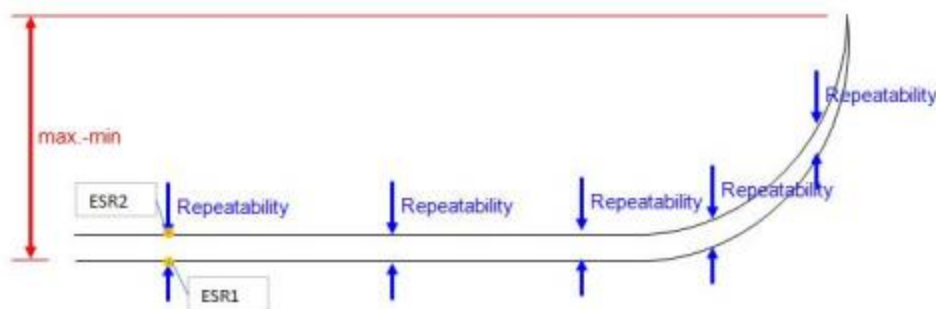 Repeatability
max.-min
ESR2
Repeatability
Repeatability
Repeatability
Repeatability
ESR1